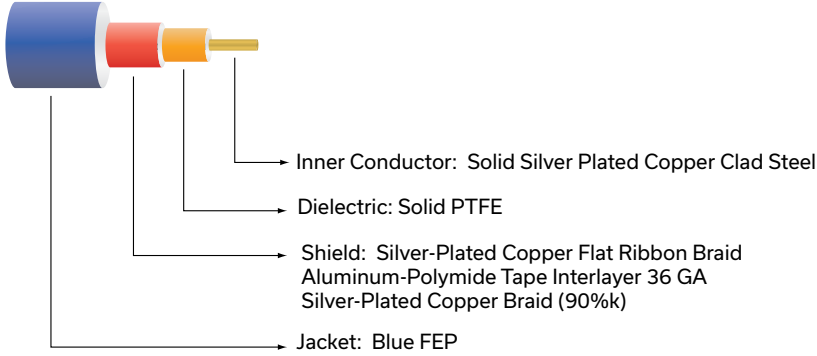 Inner Conductor: Solid Silver Plated Copper Clad Steel
Dielectric: Solid PTFE
Shield: Silver-Plated Copper Flat Ribbon Braid
Aluminum-Polymide Tape Interlayer 36 GA
Silver-Plated Copper Braid (90%k)
Jacket: Blue FEP